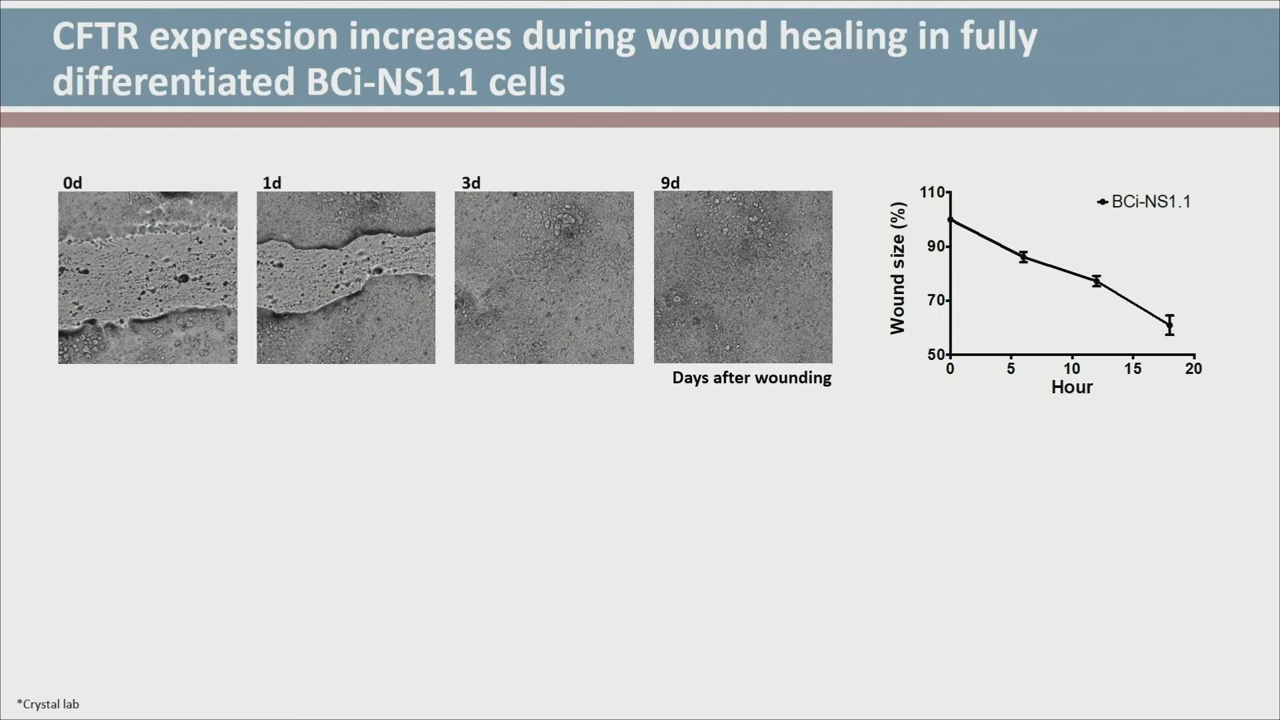 CFTR expression increases during wound healing in fully
differentiated BCi-NS1.1 cells
0d
1d
3d
9d
Days after wounding
Wound size (%)
110
90
70
50
BCi-NS1.1
0 5 10 15 20
Hour
*Crystal lab